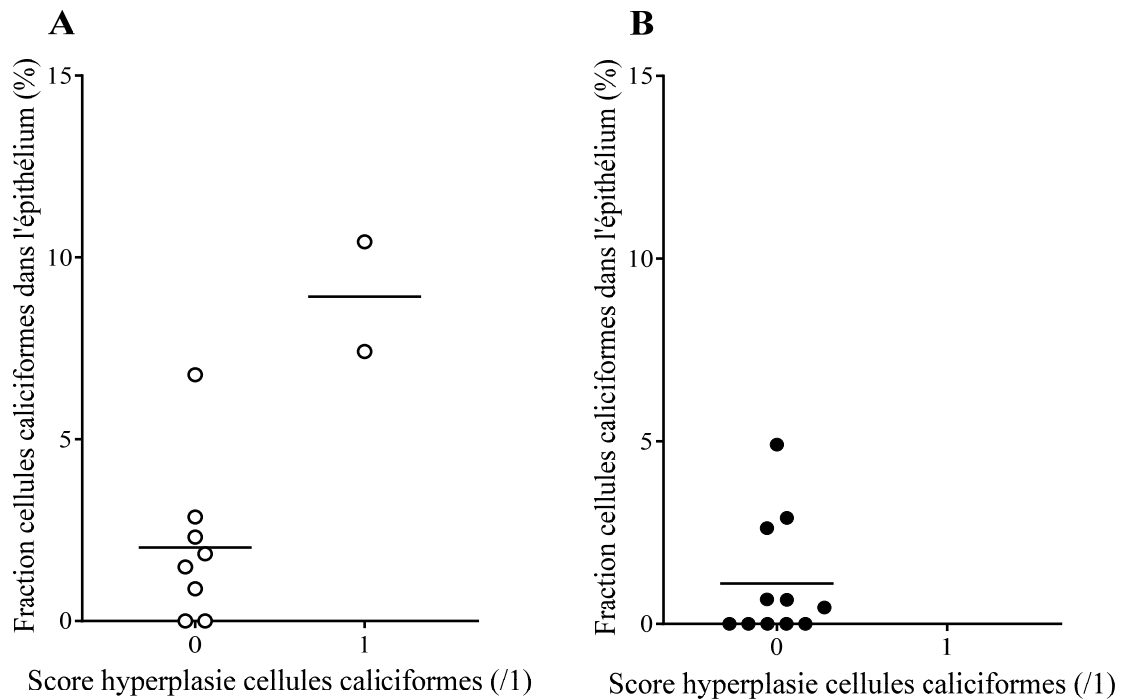 A
Fraction cellules caliciformes dans l'épithélium (%)
15
10
5
0
0
1
Score hyperplasie cellules caliciformes (/1)
B
Fraction cellules caliciformes dans l'épithélium (%)
15
10
5
0
0
1
Score hyperplasie cellules caliciformes (/1)